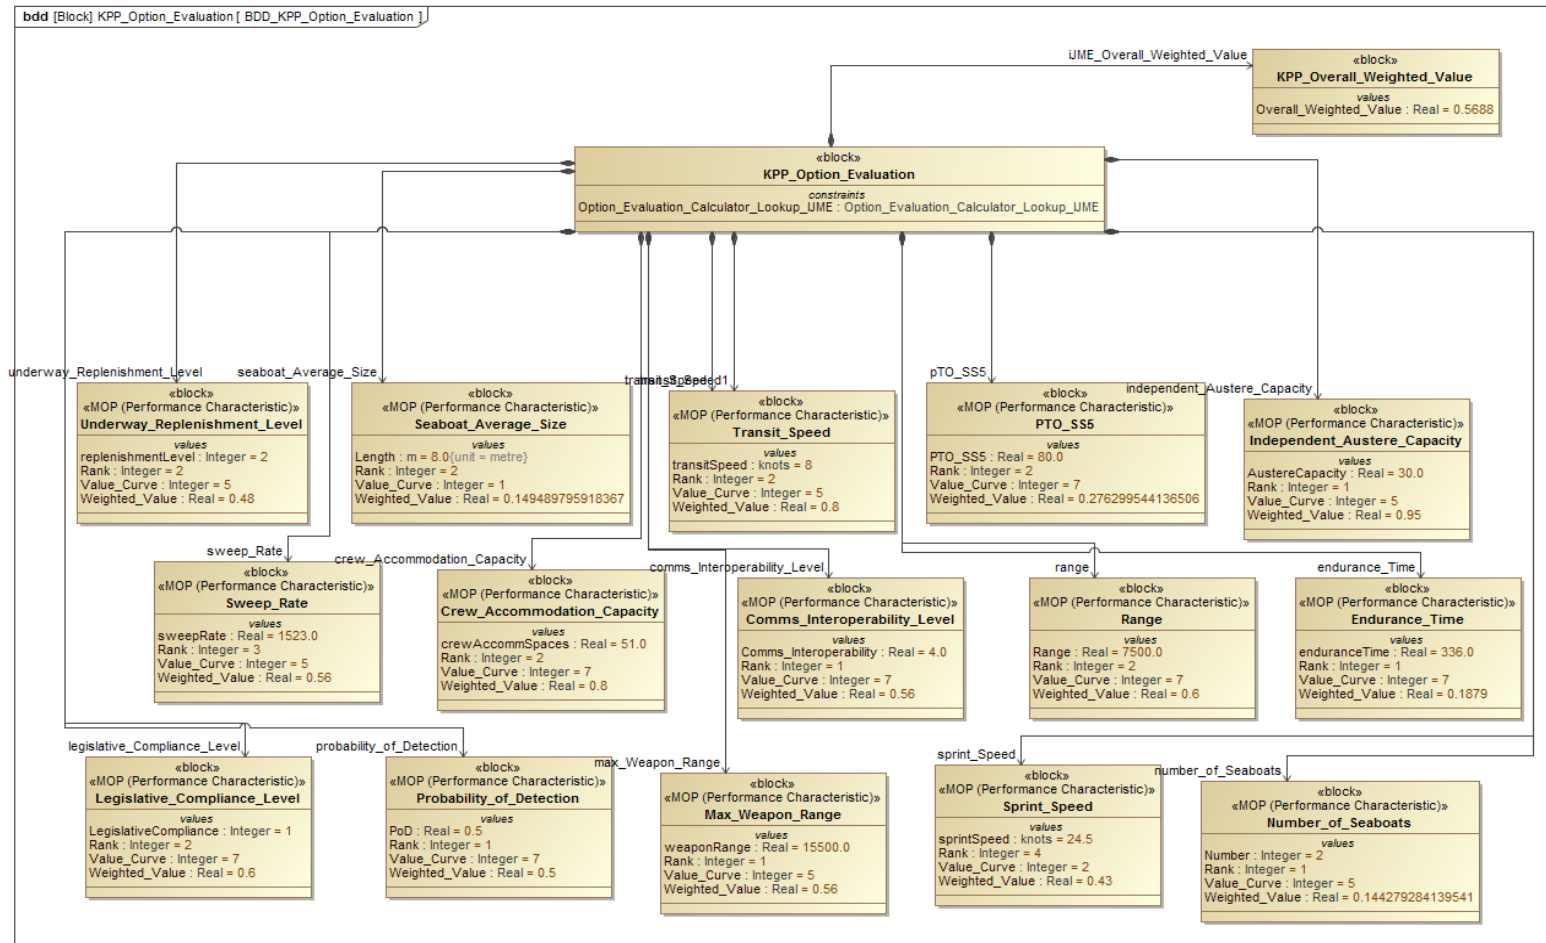 bdd [Block] KPP_Option_Evaluation [ BDD_KPP_Option_Evaluation ]
iJME_Overall_Weighted_Value
«block»
KPP_Overall_Weighted_Value
values
Overall_Weighted_Value : Real = 0.5688
«block»
KPP_Option_Evaluation
constraints
Option_Evaluation_Calculator_Lookup_IJME : Option_Evaluation_Calculator_Lookup_IJME
underway_Replenishment_Level
«block»
«MOP (Performance Characteristic)»
Underway_Replenishment_Level
values
replenishmentLevel : Integer = 2
Rank : Integer = 2
Value_Curve : Integer = 5
Weighted_Value : Real = 0.48
seaboat_Average_Size
«block»
«MOP (Performance Characteristic)»
Seaboat_Average_Size
values
Length : m = 8.0{unit = metre}
Rank : Integer = 2
Value_Curve : Integer = 1
Weighted_Value : Real = 0.149489795918367
«block»
«MOP (Performance Characteristic)»
Transit_Speed
values
transitSpeed : knots = 8
Rank : Integer = 2
Value_Curve : Integer = 5
Weighted_Value : Real = 0.8
pTO_SS5
«block»
«MOP (Performance Characteristic)»
PTO_SS5
values
PTO_SS5 : Real = 80.0
Rank : Integer = 2
Value_Curve : Integer = 7
Weighted_Value : Real = 0.276299544136506
independent_Austere_Capacity
«block»
«MOP (Performance Characteristic)»
Independent_Austere_Capacity
values
AustereCapacity : Real = 30.0
Rank : Integer = 1
Value_Curve : Integer = 5
Weighted_Value : Real = 0.95
sweep_Rate
«block»
«MOP (Performance Characteristic)»
Sweep_Rate
values
sweepRate : Real = 1523.0
Rank : Integer = 3
Value_Curve : Integer = 5
Weighted_Value : Real = 0.56
crew_Accommodation_Capacity
«block»
«MOP (Performance Characteristic)»
Crew_Accommodation_Capacity
values
crewAccommSpaces : Real = 51.0
Rank : Integer = 2
Value_Curve : Integer = 7
Weighted_Value : Real = 0.8
comms_Interoperability_Level
«block»
«MOP (Performance Characteristic)»
Comms_Interoperability_Level
values
Comms_Interoperability : Real = 4.0
Rank : Integer = 1
Value_Curve : Integer = 7
Weighted_Value : Real = 0.56
range
«block»
«MOP (Performance Characteristic)»
Range
values
Range : Real = 7500.0
Rank : Integer = 2
Value_Curve : Integer = 7
Weighted_Value : Real = 0.6
endurance_Time
«block»
«MOP (Performance Characteristic)»
Endurance_Time
values
enduranceTime : Real = 336.0
Rank : Integer = 1
Value_Curve : Integer = 7
Weighted_Value : Real = 0.1879
legislative_Compliance_Level
«block»
«MOP (Performance Characteristic)»
Legislative_Compliance_Level
values
LegislativeCompliance : Integer = 1
Rank : Integer = 2
Value_Curve : Integer = 7
Weighted_Value : Real = 0.6
probability_of_Detection
«block»
«MOP (Performance Characteristic)»
Probability_of_Detection
values
PoD : Real = 0.5
Rank : Integer = 1
Value_Curve : Integer = 7
Weighted_Value : Real = 0.5
max_Weapon_Range
«block»
«MOP (Performance Characteristic)»
Max_Weapon_Range
values
weaponRange : Real = 15500.0
Rank : Integer = 1
Value_Curve : Integer = 5
Weighted_Value : Real = 0.56
sprint_Speed
«block»
«MOP (Performance Characteristic)»
Sprint_Speed
values
sprintSpeed : knots = 24.5
Rank : Integer = 4
Value_Curve : Integer = 2
Weighted_Value : Real = 0.43
number_of_Seaboats
«block»
«MOP (Performance Characteristic)»
Number_of_Seaboats
values
Number : Integer = 2
Rank : Integer = 1
Value_Curve : Integer = 5
Weighted_Value : Real = 0.144279284139541